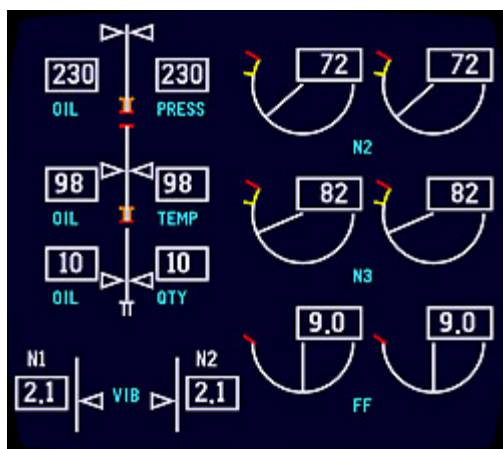 230 230 72 72
OIL PRESS
N2
98 98 82 82
OIL TEMP
10 10 N3
OIL QTY
9.0 9.0
N1 N2
2.1 VIB 2.1
FF